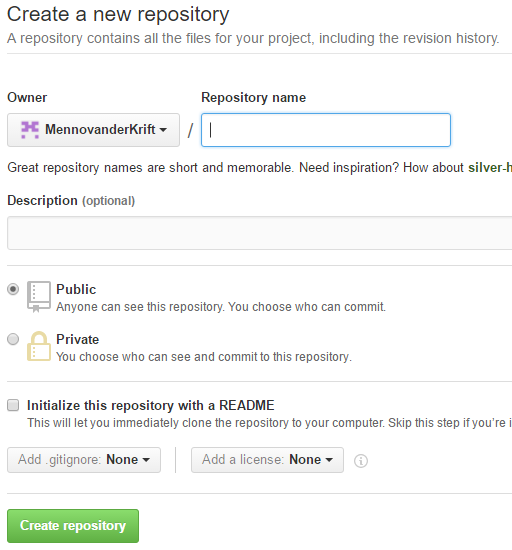 Create a new repository
A repository contains all the files for your project, including the revision history.
Owner Repository name
MennovanderKrift /
Great repository names are short and memorable. Need inspiration? How about silver-h
Description (optional)
Public
Anyone can see this repository. You choose who can commit.
Private
You choose who can see and commit to this repository.
Initialize this repository with a README
This will let you immediately clone the repository to your computer. Skip this step if you're i
Add .gitignore: None Add a license: None
Create repository